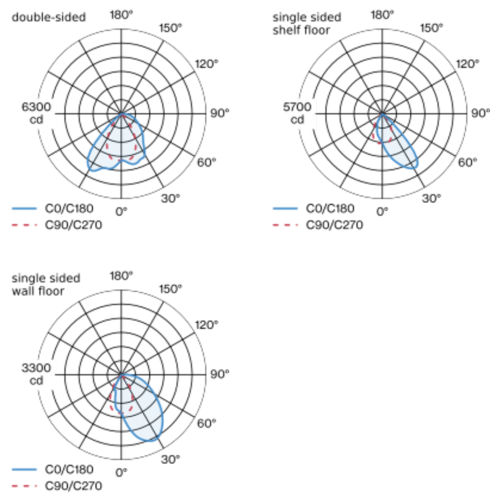 double-sided
180°
150°
120°
6300
cd
90°
60°
30°
0°
C0/C180
C90/C270
single sided
shelf floor
180°
150°
120°
5700
cd
90°
60°
30°
0°
C0/C180
C90/C270
single sided
wall floor
180°
150°
120°
3300
cd
90°
60°
30°
0°
C0/C180
C90/C270